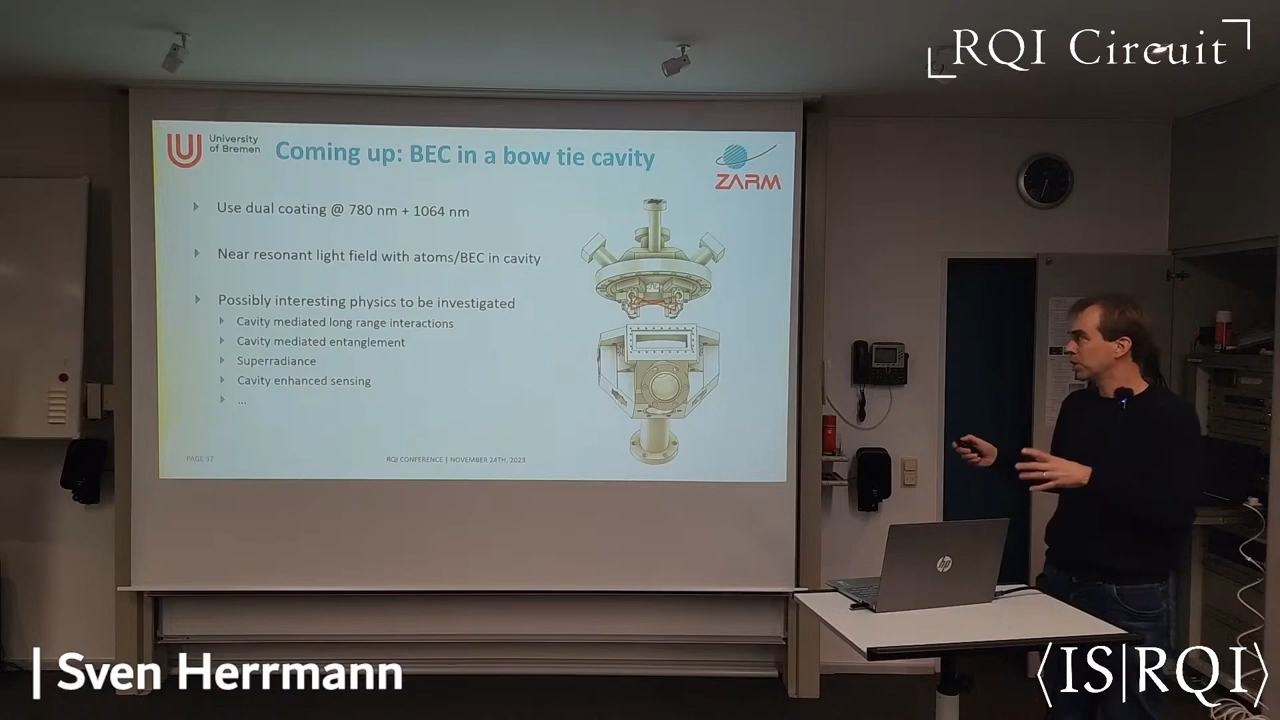 RQI Circuit
University
of Bremen
Coming up: BEC in a bow tie cavity
ZARM
Use dual coating @ 780 nm + 1064 nm
Near resonant light field with atoms/BEC in cavity
Possibly interesting physics to be investigated
Cavity mediated long range interactions
Cavity mediated entanglement
Superradiance
Cavity enhanced sensing
...
PAGE 37
RQI CONFERENCE | NOVEMBER 24TH, 2023
hp
| Sven Herrmann
⟨IS|RQI⟩